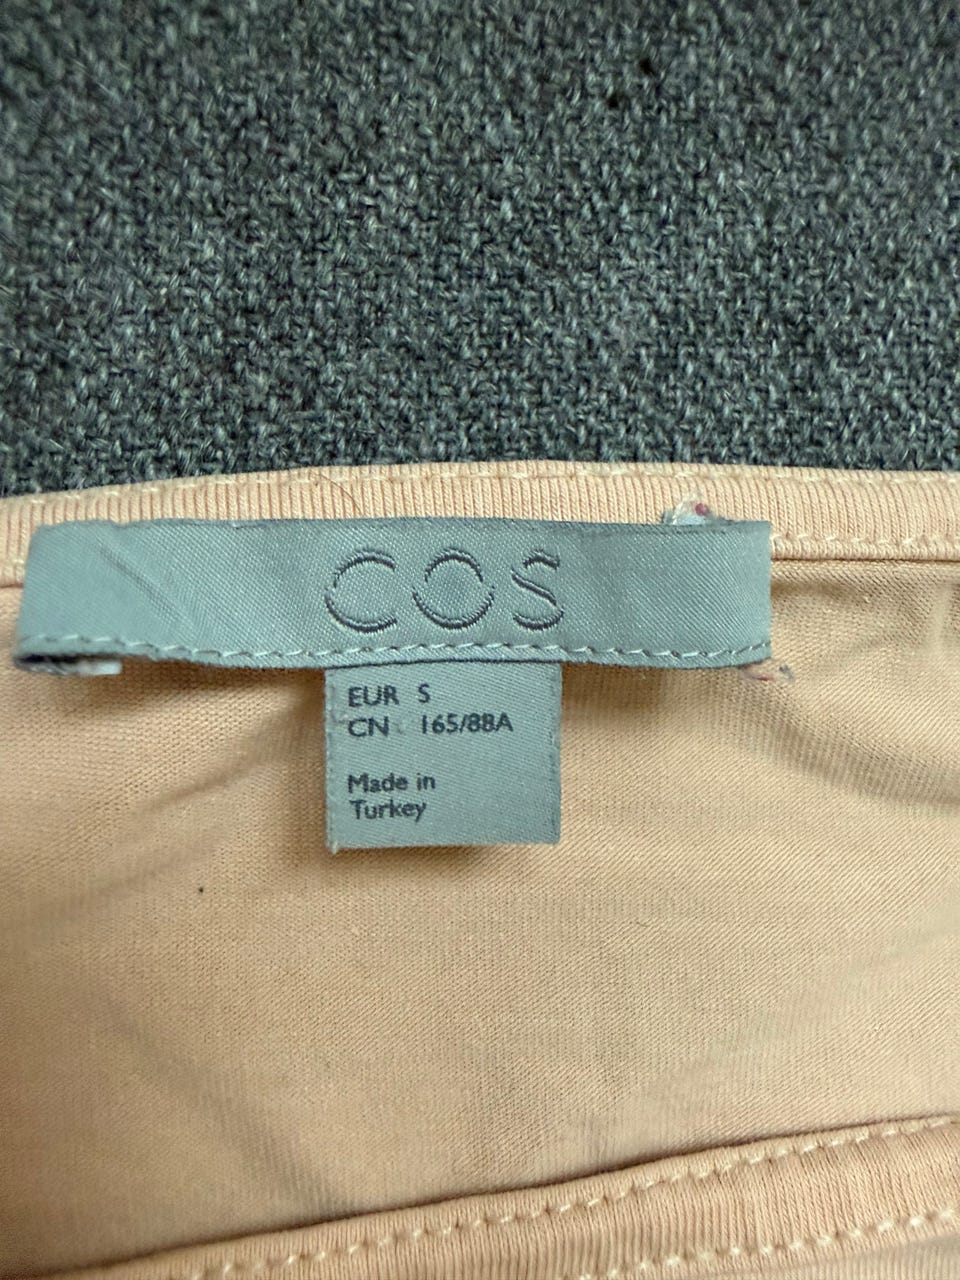 COS
EUR S
CN 165/88A
Made in
Turkey